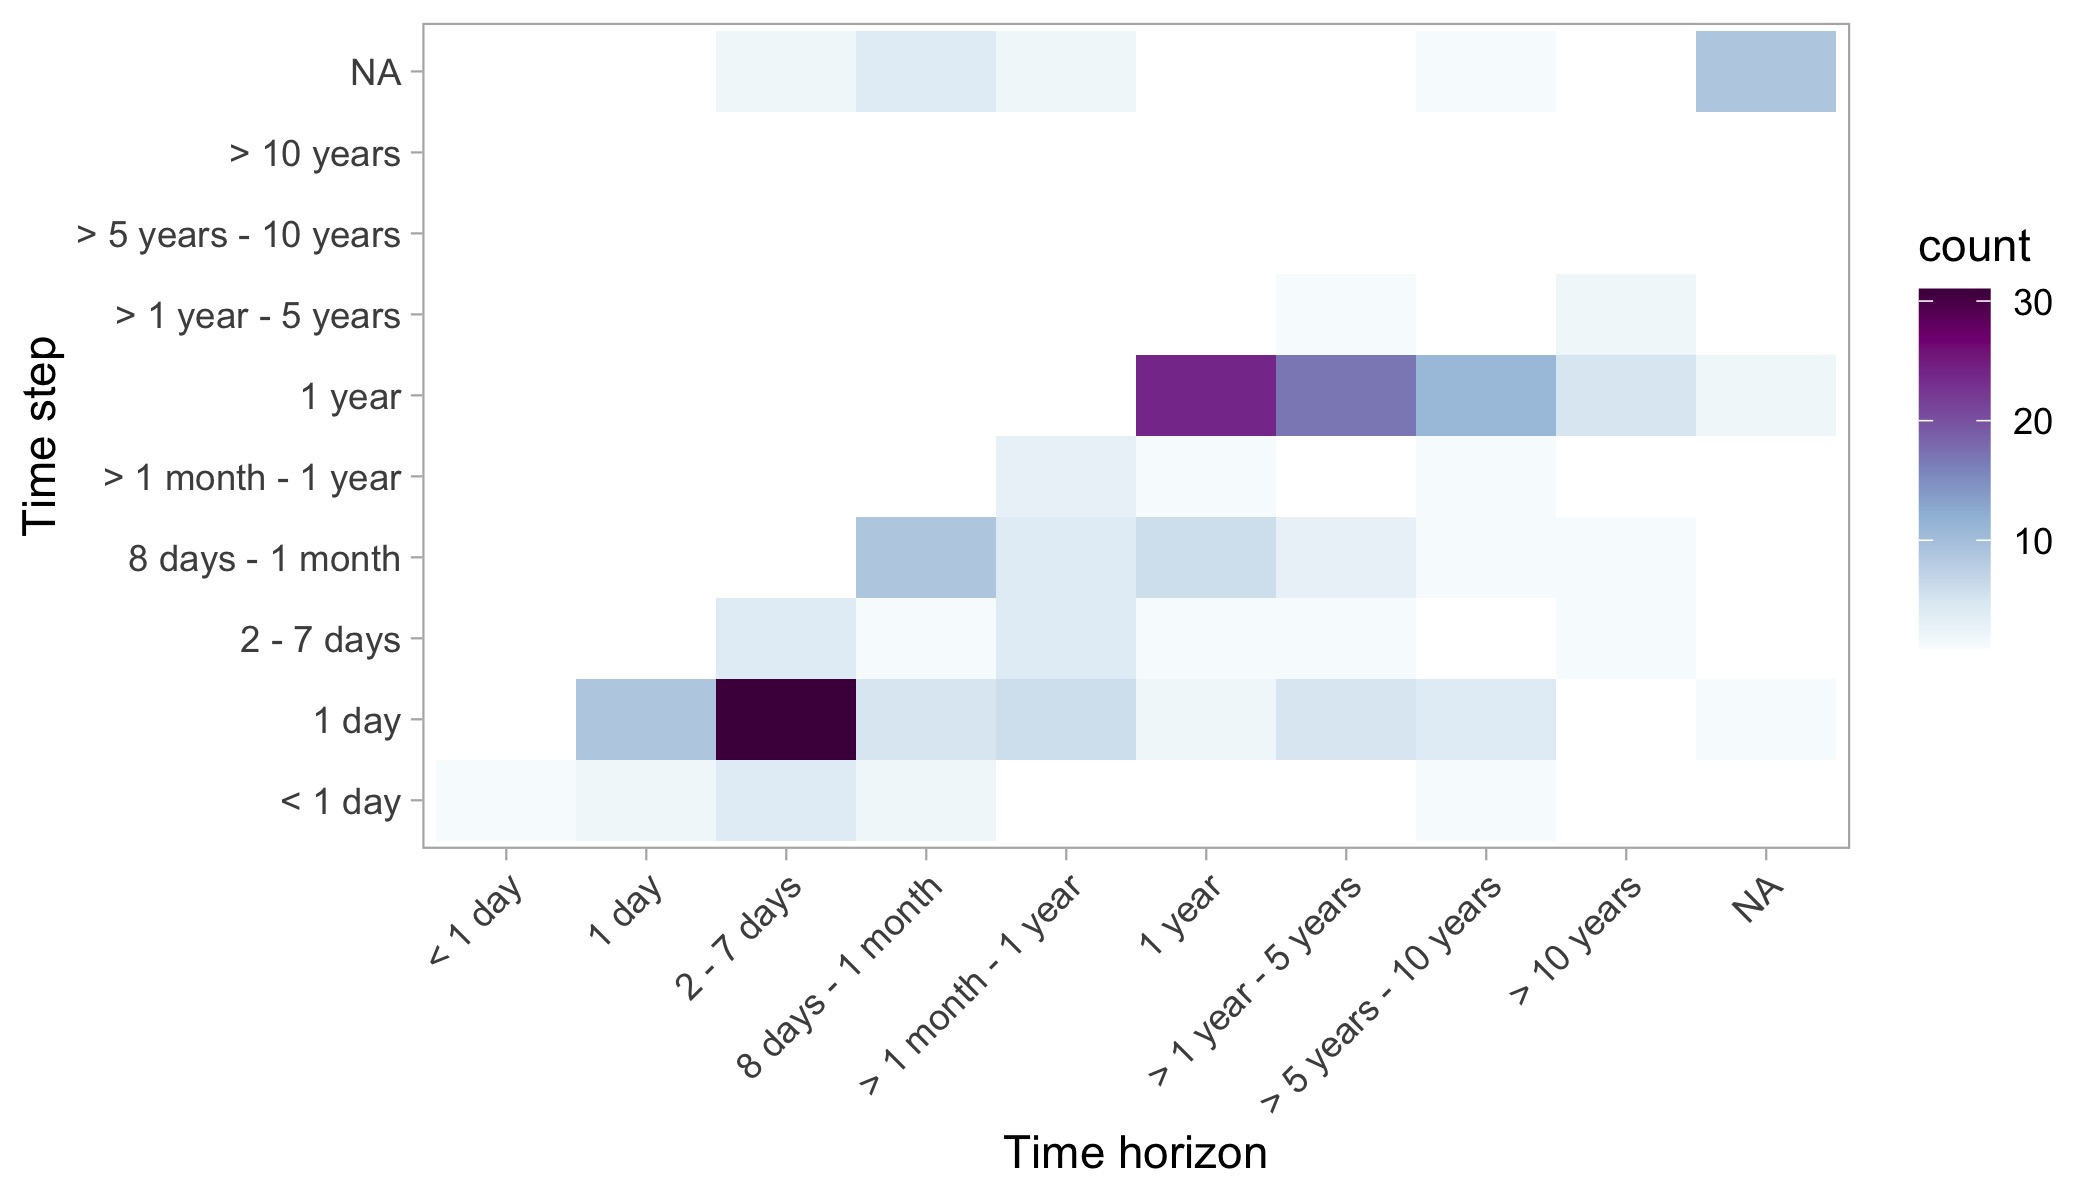 NA
> 10 years
> 5 years - 10 years
> 1 year - 5 years
1 year
> 1 month - 1 year
8 days - 1 month
2 - 7 days
1 day
< 1 day
Time step
< 1 day
1 day
2 - 7 days
8 days - 1 month
> 1 month - 1 year
1 year
> 1 year - 5 years
> 5 years - 10 years
> 10 years
NA
Time horizon
count
30
20
10